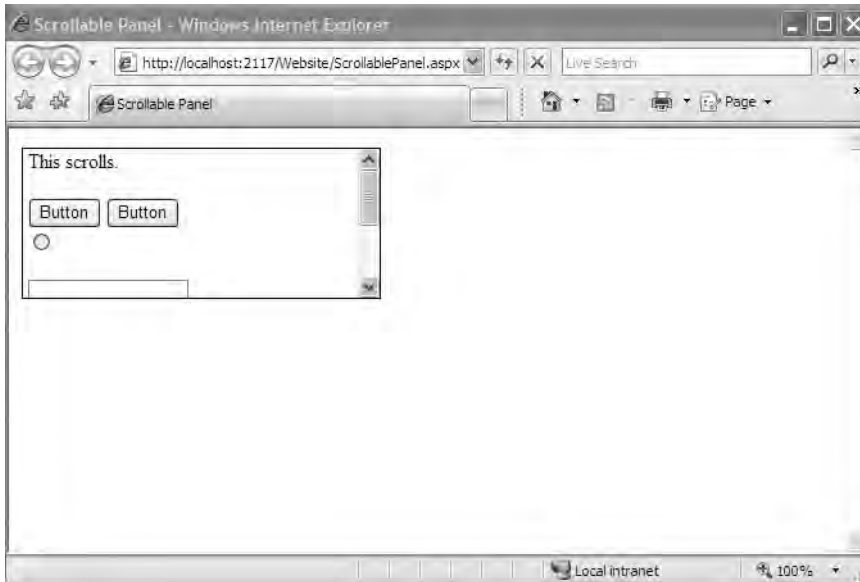 Scrollable Panel - Windows Internet Explorer
http://localhost:2117/Website/ScrollablePanel.aspx
Live Search
Scrollable Panel
Page
This scrolls.
Button Button
Local intranet
100%